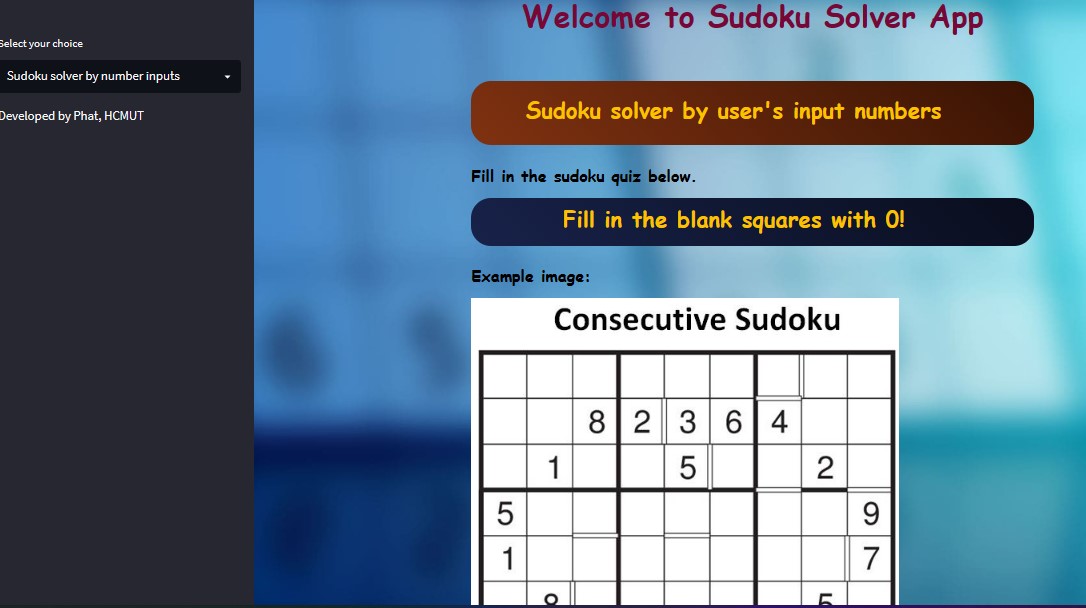 Select your choice
Sudoku solver by number inputs
Developed by Phat, HCMUT
Welcome to Sudoku Solver App
Sudoku solver by user's input numbers
Fill in the sudoku quiz below.
Fill in the blank squares with 0!
Example image:
Consecutive Sudoku
8 2 3 6 4
1 5 2
5 9
1 7
8 5